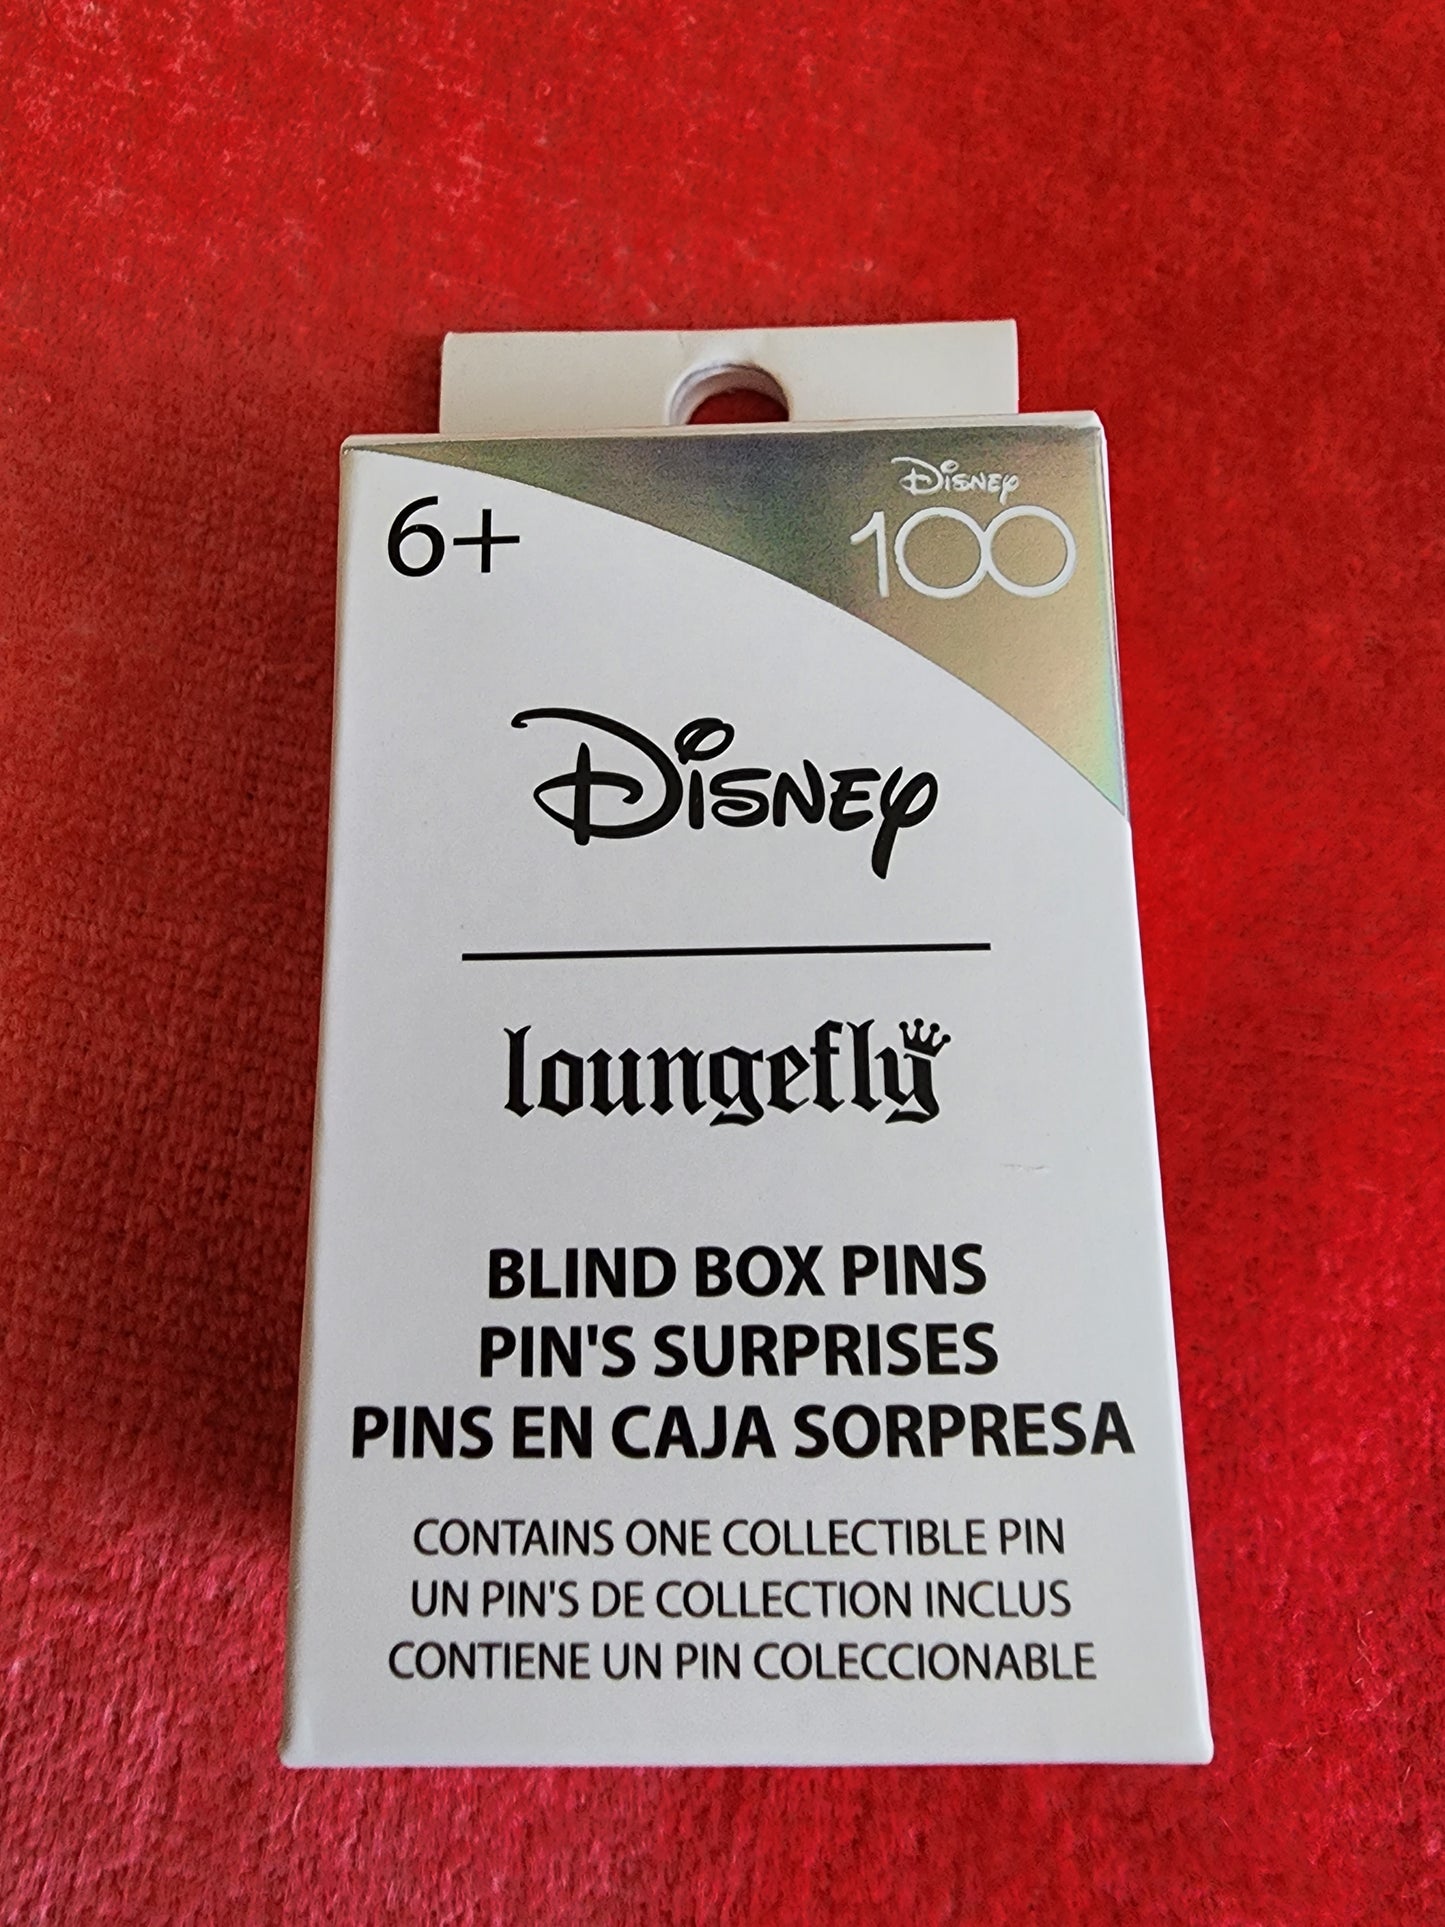 6+
Disney
100
Disney
loungefly
BLIND BOX PINS
PIN'S SURPRISES
PINS EN CAJA SORPRESA
CONTAINS ONE COLLECTIBLE PIN
UN PIN'S DE COLLECTION INCLUS
CONTIENE UN PIN COLECCIONABLE